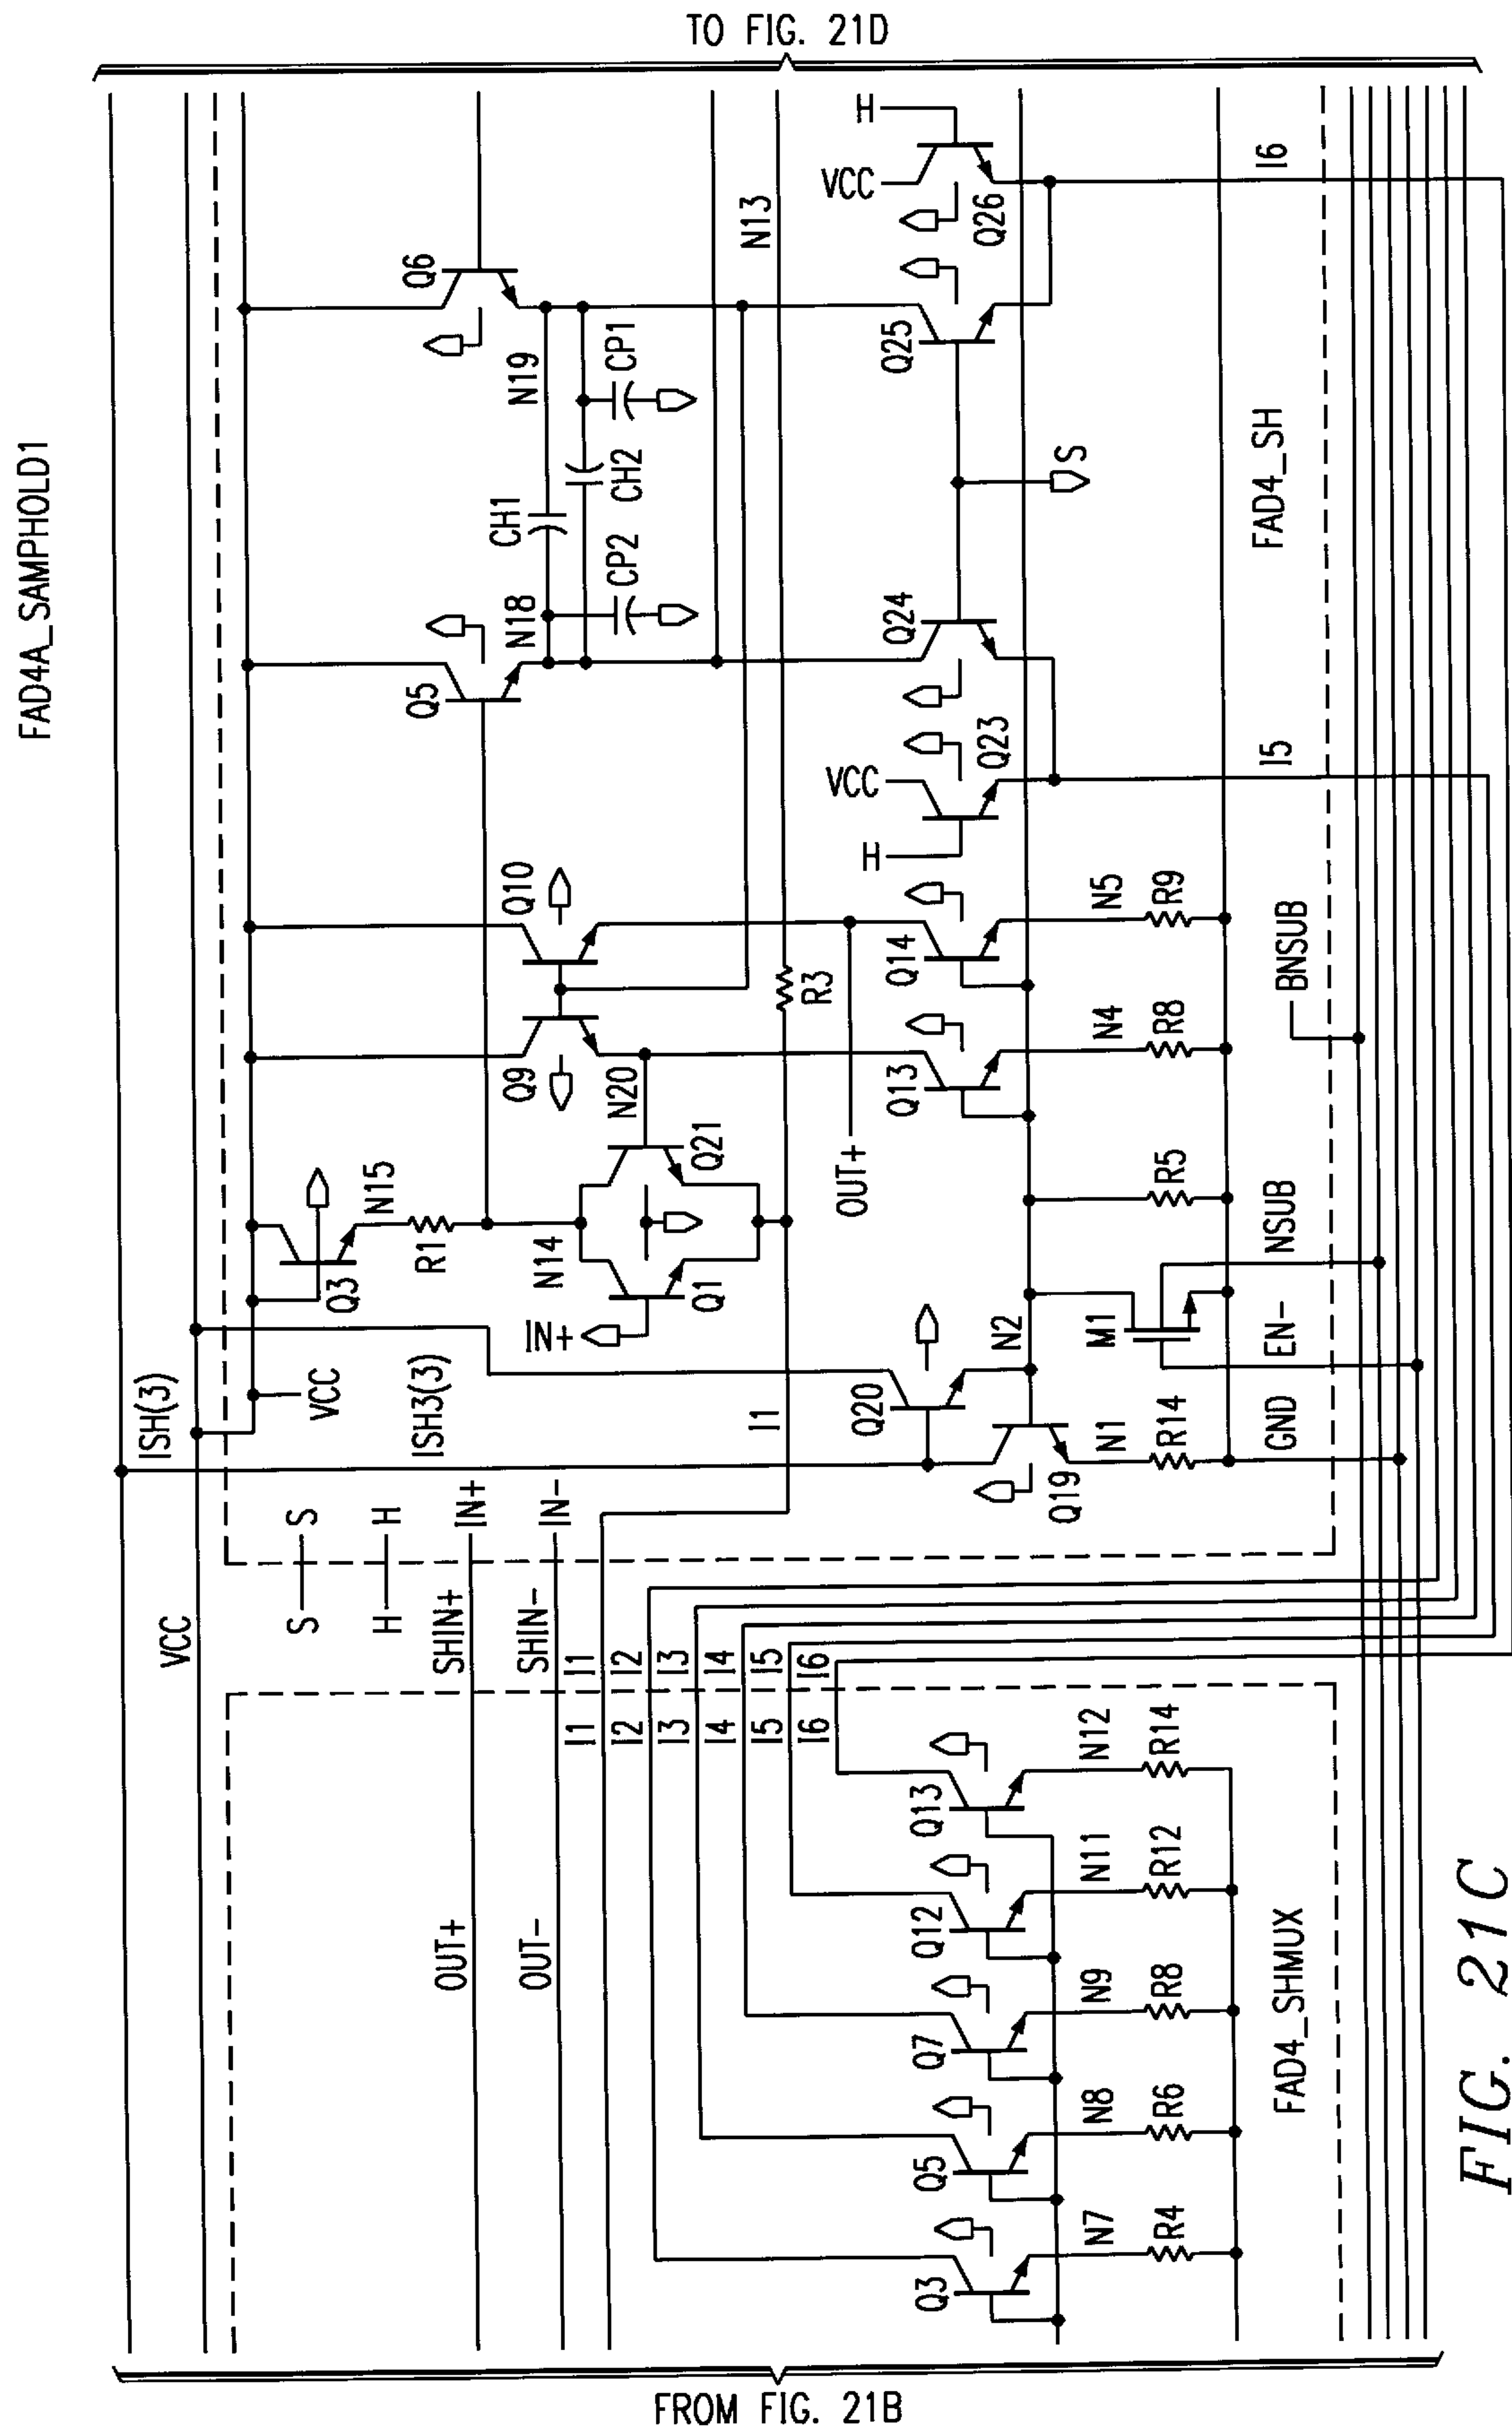 FAD4A_SAMPHOLD1
TO FIG. 21D
ISH(3)
VCC
VCC
ISH3(3)
S
S
H
H
SHIN+
IN+
SHIN-
IN-
OUT+
OUT-
I1
I1
I1
I2
I2
I3
I3
I4
I4
I5
I5
I6
I6
Q3
N15
R1
N14
IN+
Q1
Q21
N20
Q9
Q10
Q5
N18
CH1
CP2
CH2
CP1
N19
Q6
N13
R3
OUT+
Q20
N2
Q19
N1
R14
GND
M1
EN-
NSUB
R5
Q13
N4
R8
Q14
N5
R9
BNSUB
H
VCC
Q23
I5
Q24
S
Q25
VCC
H
Q26
I6
FAD4_SH
Q3
N7
R4
Q5
N8
R6
Q7
N9
R8
Q12
N11
R12
Q13
N12
R14
FAD4_SHMUX
FROM FIG. 21B
FIG. 21C